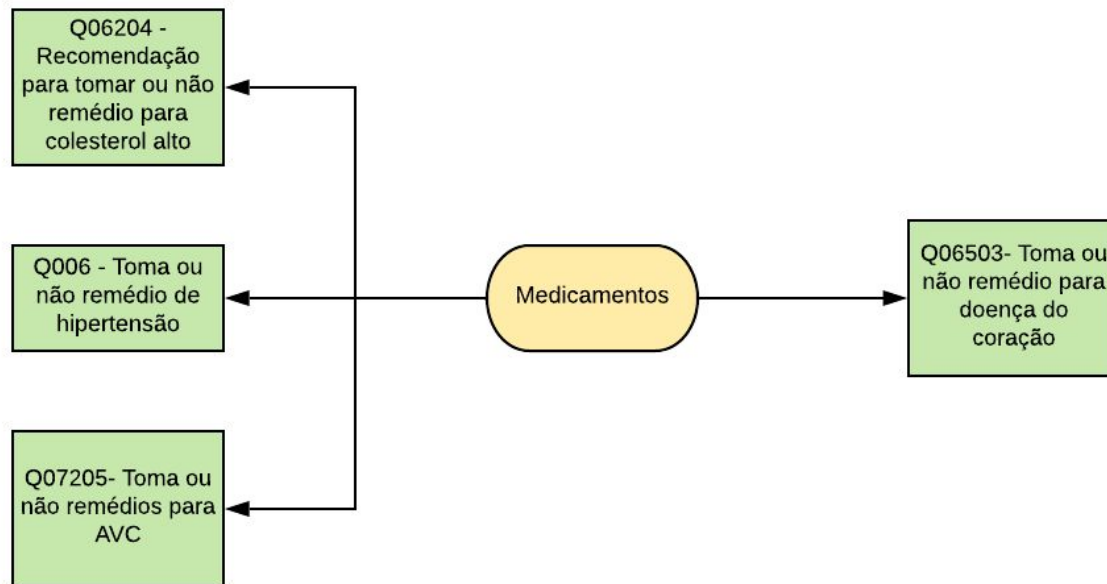 Q06204 -
Recomendação
para tomar ou não
remédio para
colesterol alto
Q006 - Toma ou
não remédio de
hipertensão
Q07205- Toma ou
não remédios para
AVC
Medicamentos
Q06503- Toma ou
não remédio para
doença do
coração